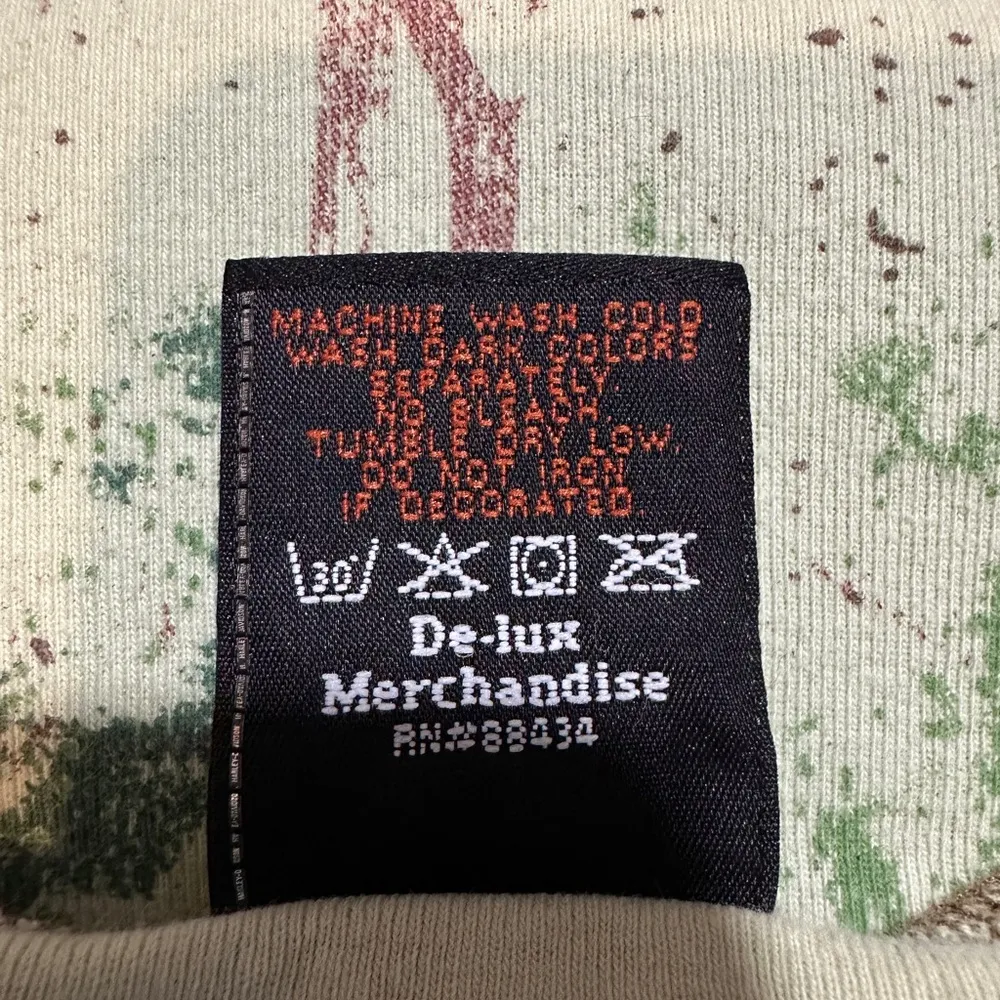 MACHINE WASH COLD
WASH DARK COLORS
SEPARATELY.
NO BLEACH.
TUMBLE DRY LOW.
DO NOT IRON
IF DECORATED.
30
De-lux
Merchandise
RN#88434